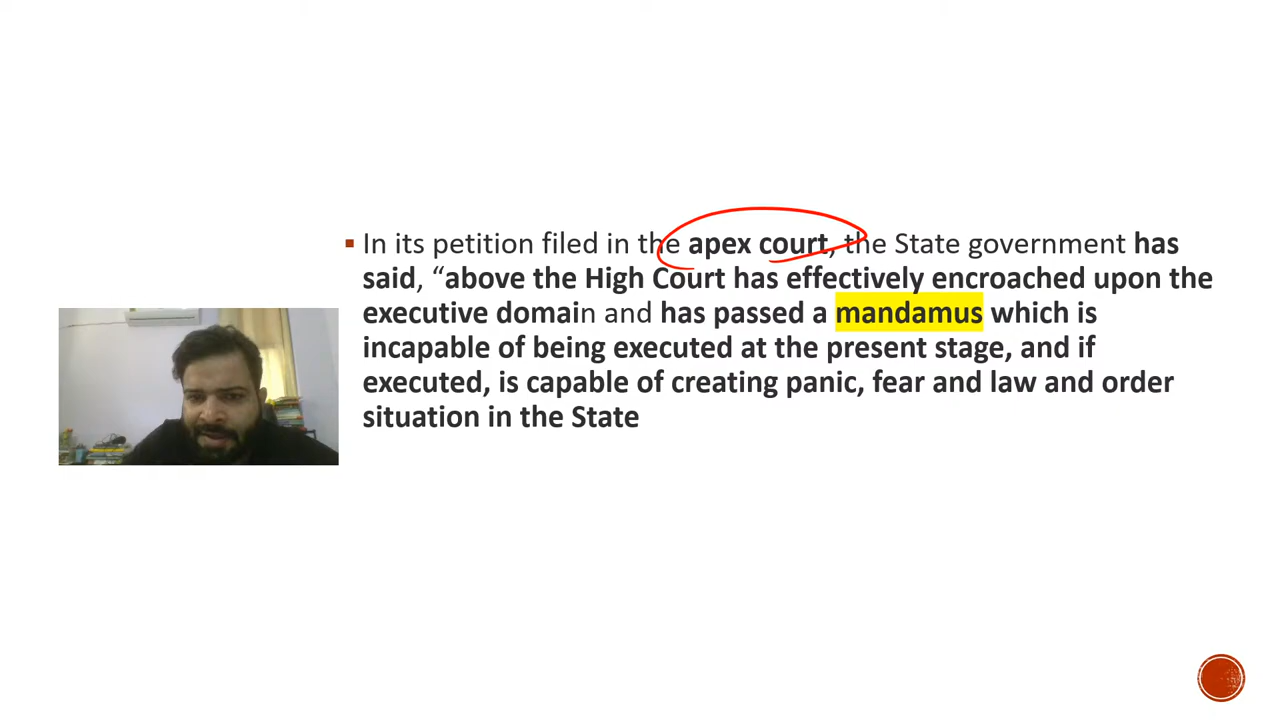 In its petition filed in the apex court, the State government has
said, “above the High Court has effectively encroached upon the
executive domain and has passed a mandamus which is
incapable of being executed at the present stage, and if
executed, is capable of creating panic, fear and law and order
situation in the State